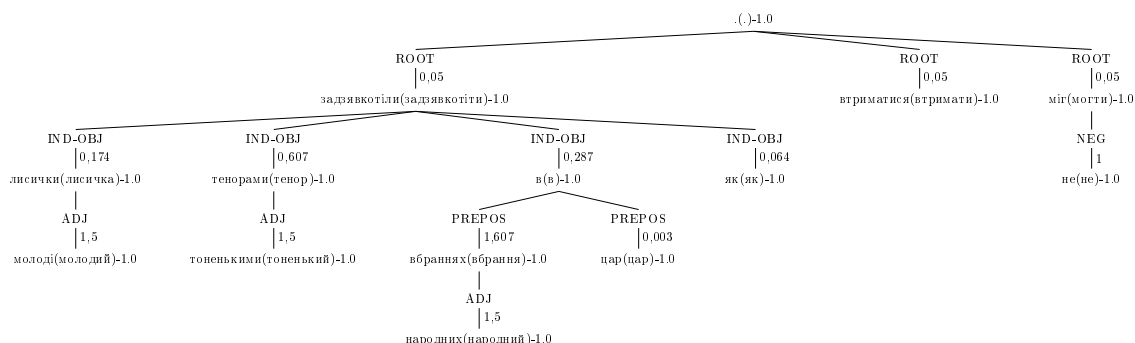 .(.)-1.0
ROOT ROOT ROOT
0,05 0,05 0,05
задзявкотіли(задзявкотіти)-1.0 втриматися(втримати)-1.0 міг(могти)-1.0
IND-OBJ IND-OBJ IND-OBJ IND-OBJ NEG
0,174 0,607 0,287 0,064 1
лисички(лисичка)-1.0 тенорами(тенор)-1.0 в(в)-1.0 як(як)-1.0 не(не)-1.0
ADJ ADJ PREPOS PREPOS
1,5 1,5 1,607 0,003
молоді(молодий)-1.0 тоненькими(тоненький)-1.0 вбраннях(вбрання)-1.0 цар(цар)-1.0
ADJ
1,5
народних(народний)-1.0